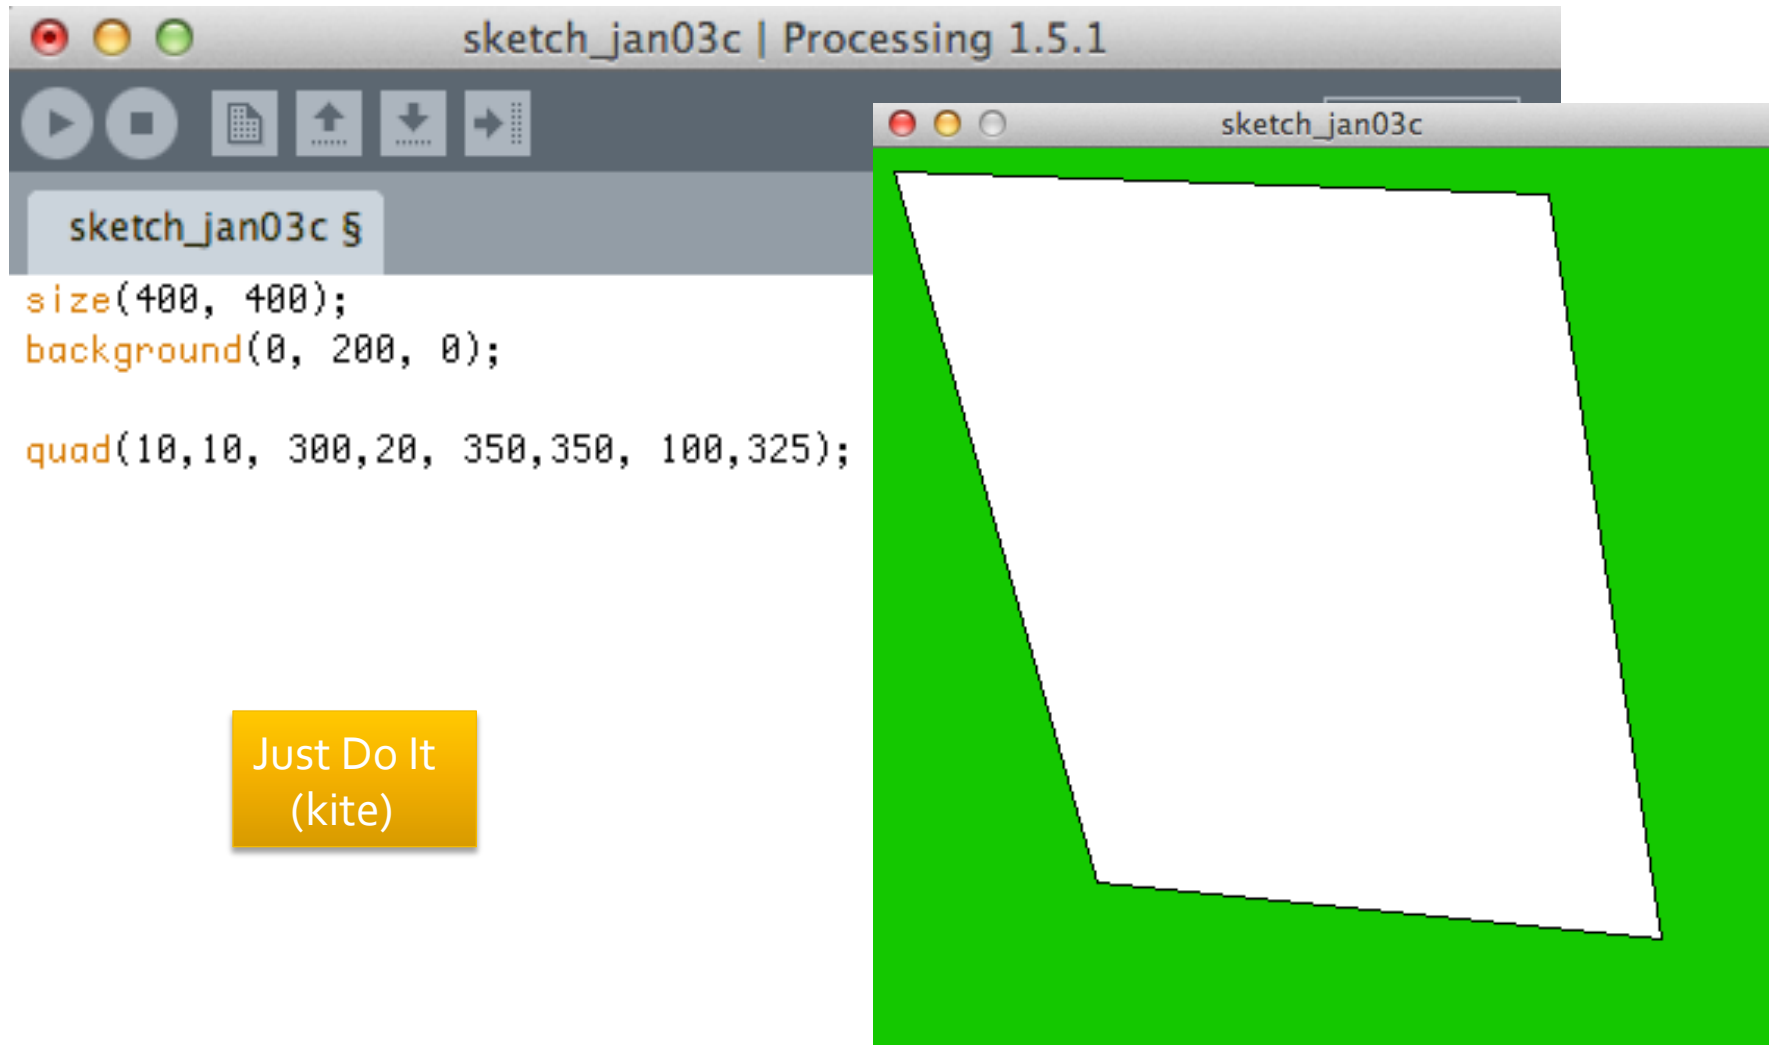 sketch_jan03c | Processing 1.5.1
sketch_jan03c §
size(400, 400);
background(0, 200, 0);
quad(10,10, 300,20, 350,350, 100,325);
Just Do It
(kite)
sketch_jan03c